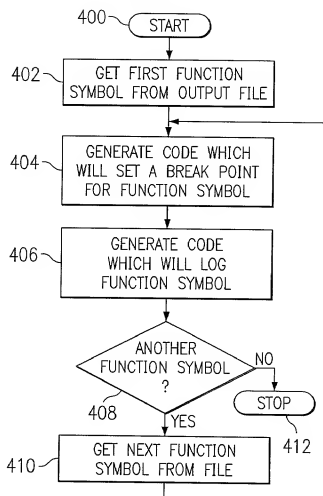 400
START
402
GET FIRST FUNCTION
SYMBOL FROM OUTPUT FILE
404
GENERATE CODE WHICH
WILL SET A BREAK POINT
FOR FUNCTION SYMBOL
406
GENERATE CODE
WHICH WILL LOG
FUNCTION SYMBOL
ANOTHER
FUNCTION SYMBOL
?
408
NO
STOP
412
YES
410
GET NEXT FUNCTION
SYMBOL FROM FILE